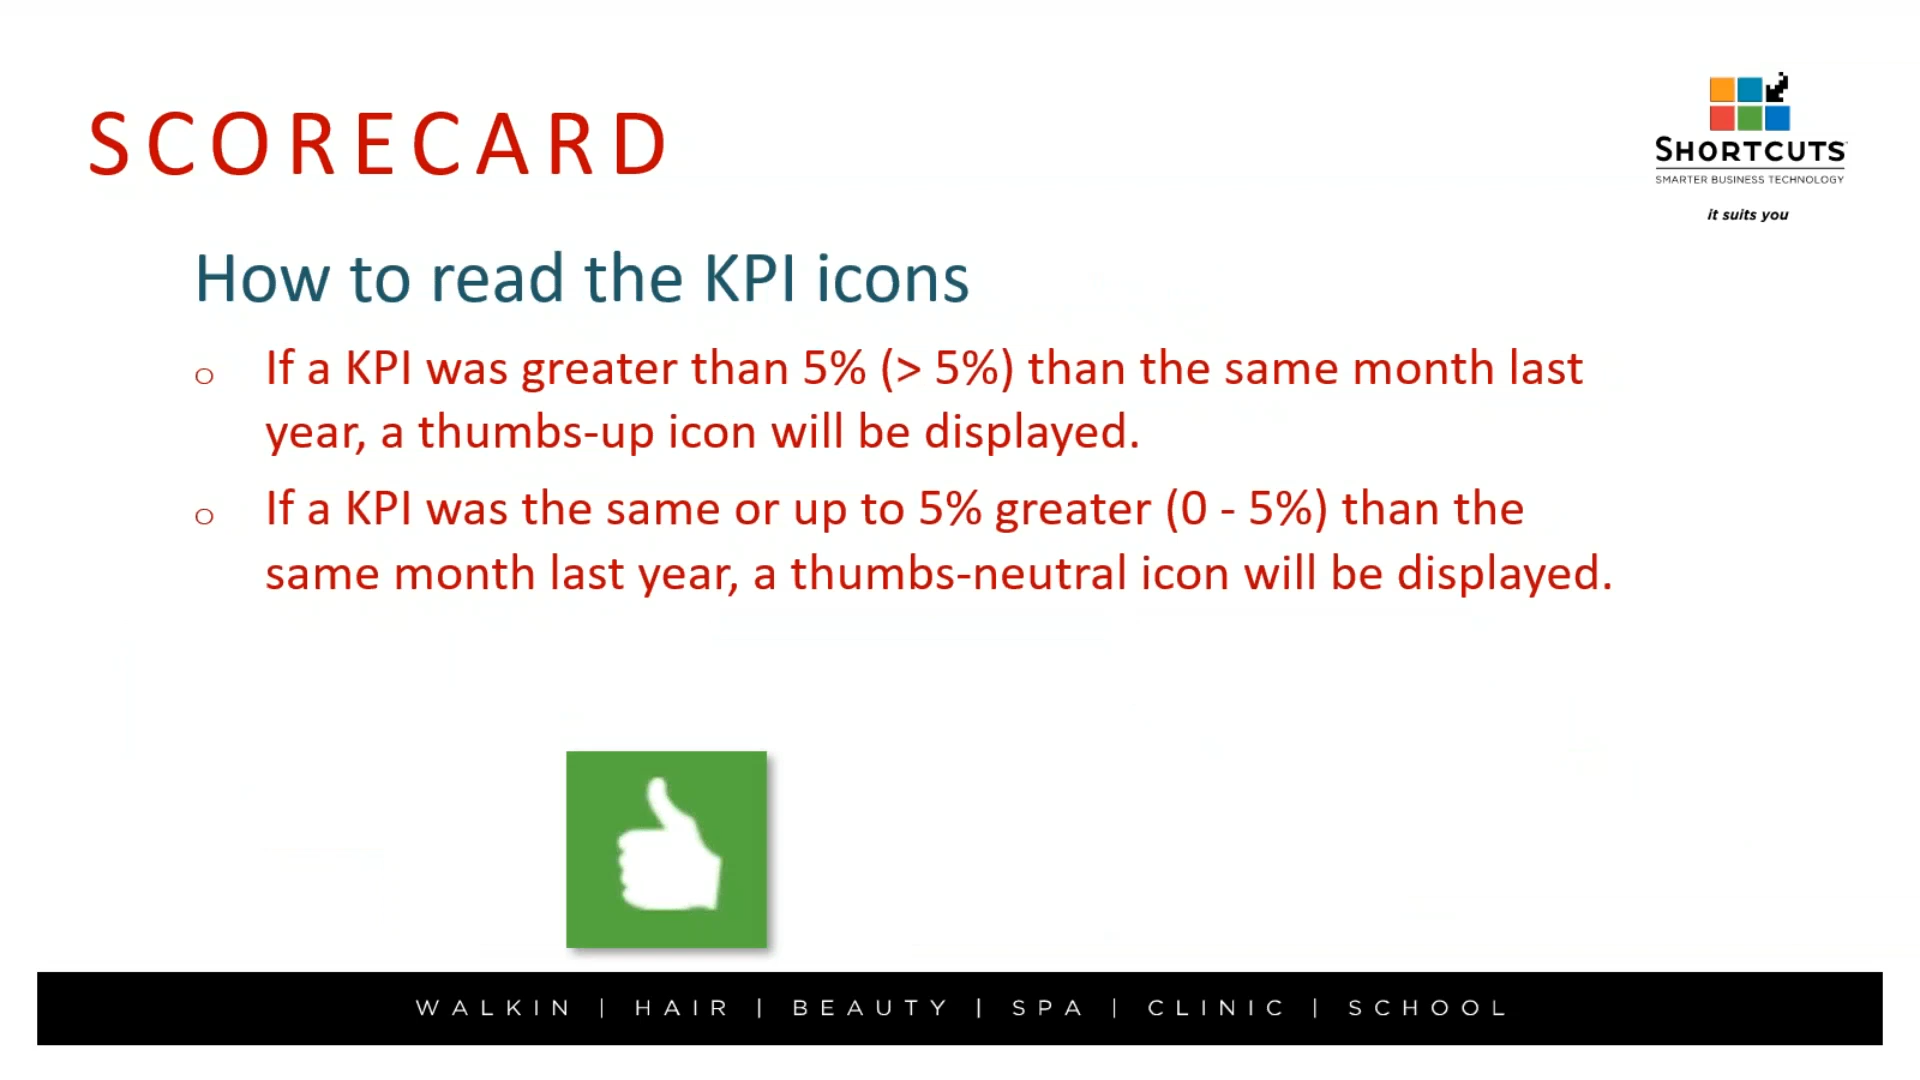 SCORECARD
SHORTCUTS
SMARTER BUSINESS TECHNOLOGY
it suits you
How to read the KPI icons
o If a KPI was greater than 5% (> 5%) than the same month last
year, a thumbs-up icon will be displayed.
o If a KPI was the same or up to 5% greater (0 - 5%) than the
same month last year, a thumbs-neutral icon will be displayed.
WALKIN | HAIR | BEAUTY | SPA | CLINIC | SCHOOL